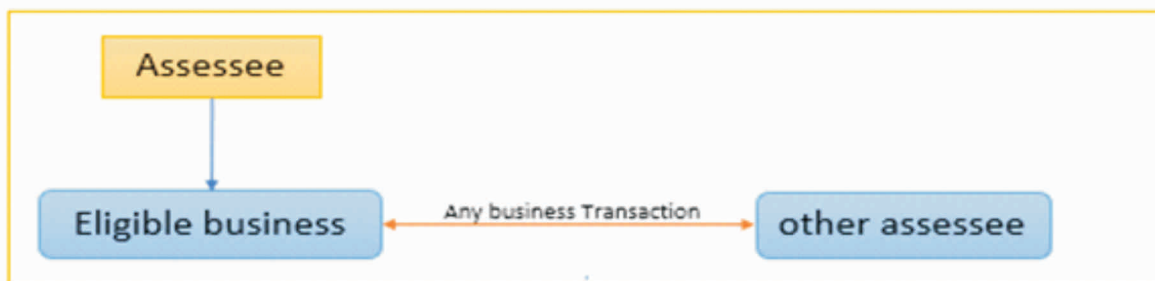 Assessee
Any business Transaction
Eligible business
other assessee